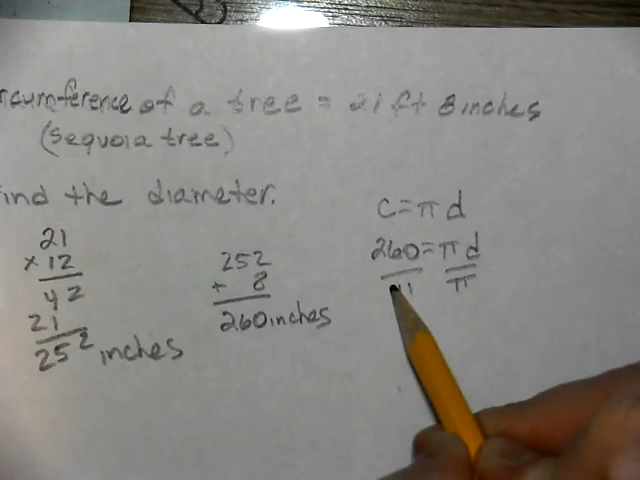 rcumference of a tree = 21 ft 8 inches
(Sequoia tree)
ind the diameter.
21
x 12
42
21
252 inches
252
+ 8
260 inches
C = π d
260 = π d
π